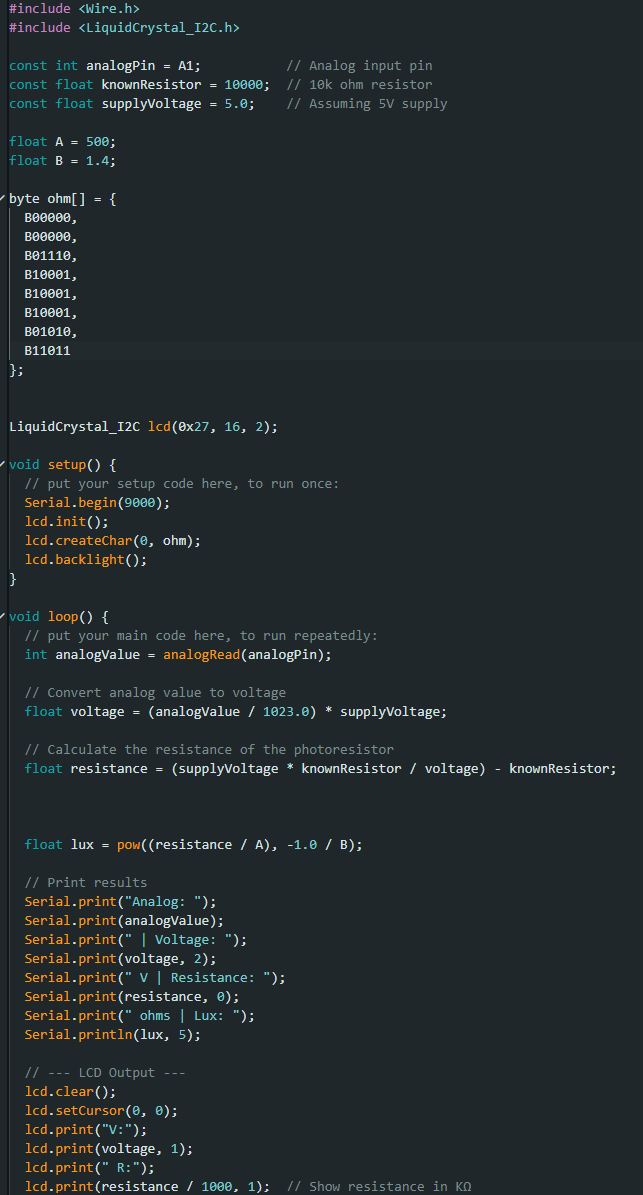 #include <Wire.h>
#include <LiquidCrystal_I2C.h>
const int analogPin = A1;           // Analog input pin
const float knownResistor = 10000;  // 10k ohm resistor
const float supplyVoltage = 5.0;    // Assuming 5V supply
float A = 500;
float B = 1.4;
byte ohm[] = {
  B00000,
  B00000,
  B01110,
  B10001,
  B10001,
  B10001,
  B01010,
  B11011
};
LiquidCrystal_I2C lcd(0x27, 16, 2);
void setup() {
  // put your setup code here, to run once:
  Serial.begin(9000);
  lcd.init();
  lcd.createChar(0, ohm);
  lcd.backlight();
}
void loop() {
  // put your main code here, to run repeatedly:
  int analogValue = analogRead(analogPin);
  // Convert analog value to voltage
  float voltage = (analogValue / 1023.0) * supplyVoltage;
  // Calculate the resistance of the photoresistor
  float resistance = (supplyVoltage * knownResistor / voltage) - knownResistor;
  float lux = pow((resistance / A), -1.0 / B);
  // Print results
  Serial.print("Analog: ");
  Serial.print(analogValue);
  Serial.print(" | Voltage: ");
  Serial.print(voltage, 2);
  Serial.print(" V | Resistance: ");
  Serial.print(resistance, 0);
  Serial.print(" ohms | Lux: ");
  Serial.println(lux, 5);
  // --- LCD Output ---
  lcd.clear();
  lcd.setCursor(0, 0);
  lcd.print("V:");
  lcd.print(voltage, 1);
  lcd.print(" R:");
  lcd.print(resistance / 1000, 1);  // Show resistance in KΩ